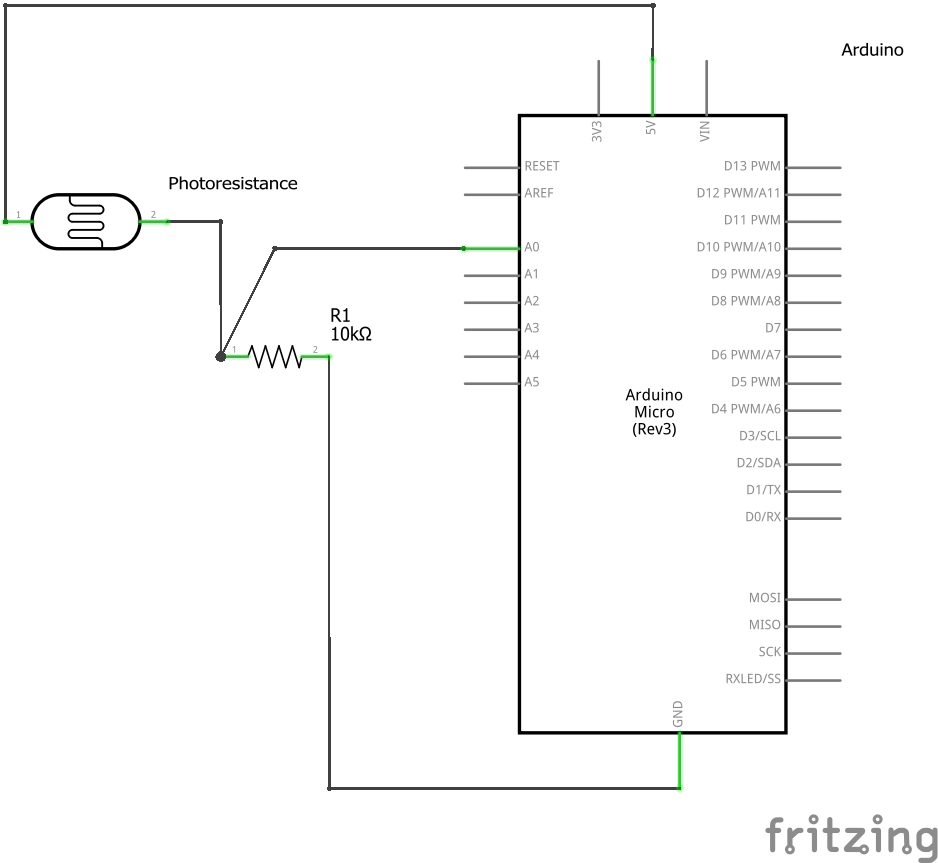 Arduino
3V3
5V
VIN
RESET
AREF
A0
A1
A2
A3
A4
A5
D13 PWM
D12 PWM/A11
D11 PWM
D10 PWM/A10
D9 PWM/A9
D8 PWM/A8
D7
D6 PWM/A7
D5 PWM
D4 PWM/A6
D3/SCL
D2/SDA
D1/TX
D0/RX
MOSI
MISO
SCK
RXLED/SS
GND
Arduino
Micro
(Rev3)
Photoresistance
1
2
R1
10kΩ
1
2
fritzing